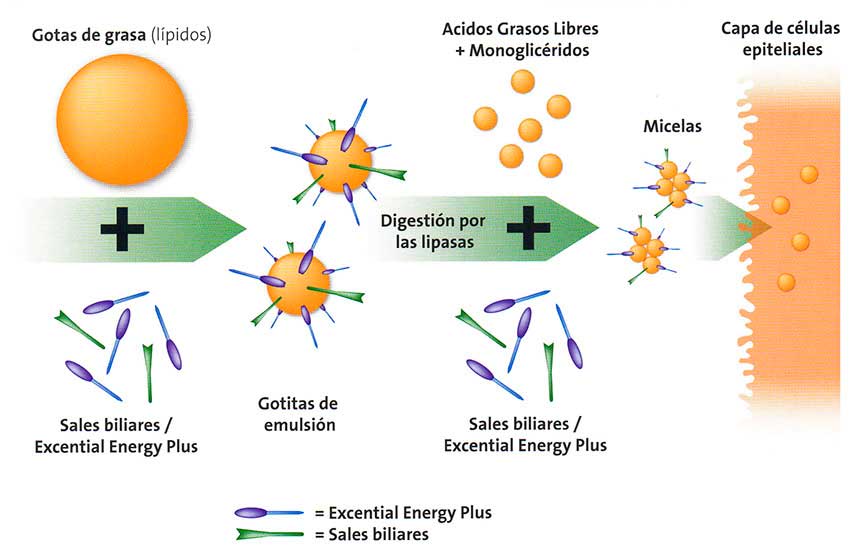 Gotas de grasa (lípidos)
Acidos Grasos Libres
+ Monoglicéridos
Capa de células
epiteliales
Micelas
+
Digestión por
las lipasas
+
Sales biliares /
Excential Energy Plus
Gotitas de
emulsión
Sales biliares /
Excential Energy Plus
= Excential Energy Plus
= Sales biliares